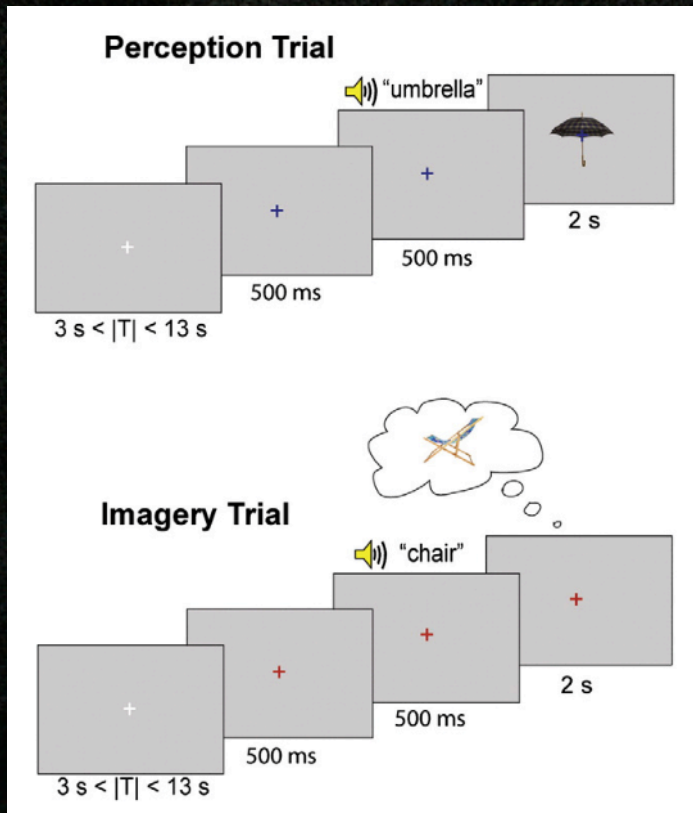 Perception Trial
"umbrella"
2 s
500 ms
500 ms
3 s < |T| < 13 s
Imagery Trial
"chair"
2 s
500 ms
500 ms
3 s < |T| < 13 s